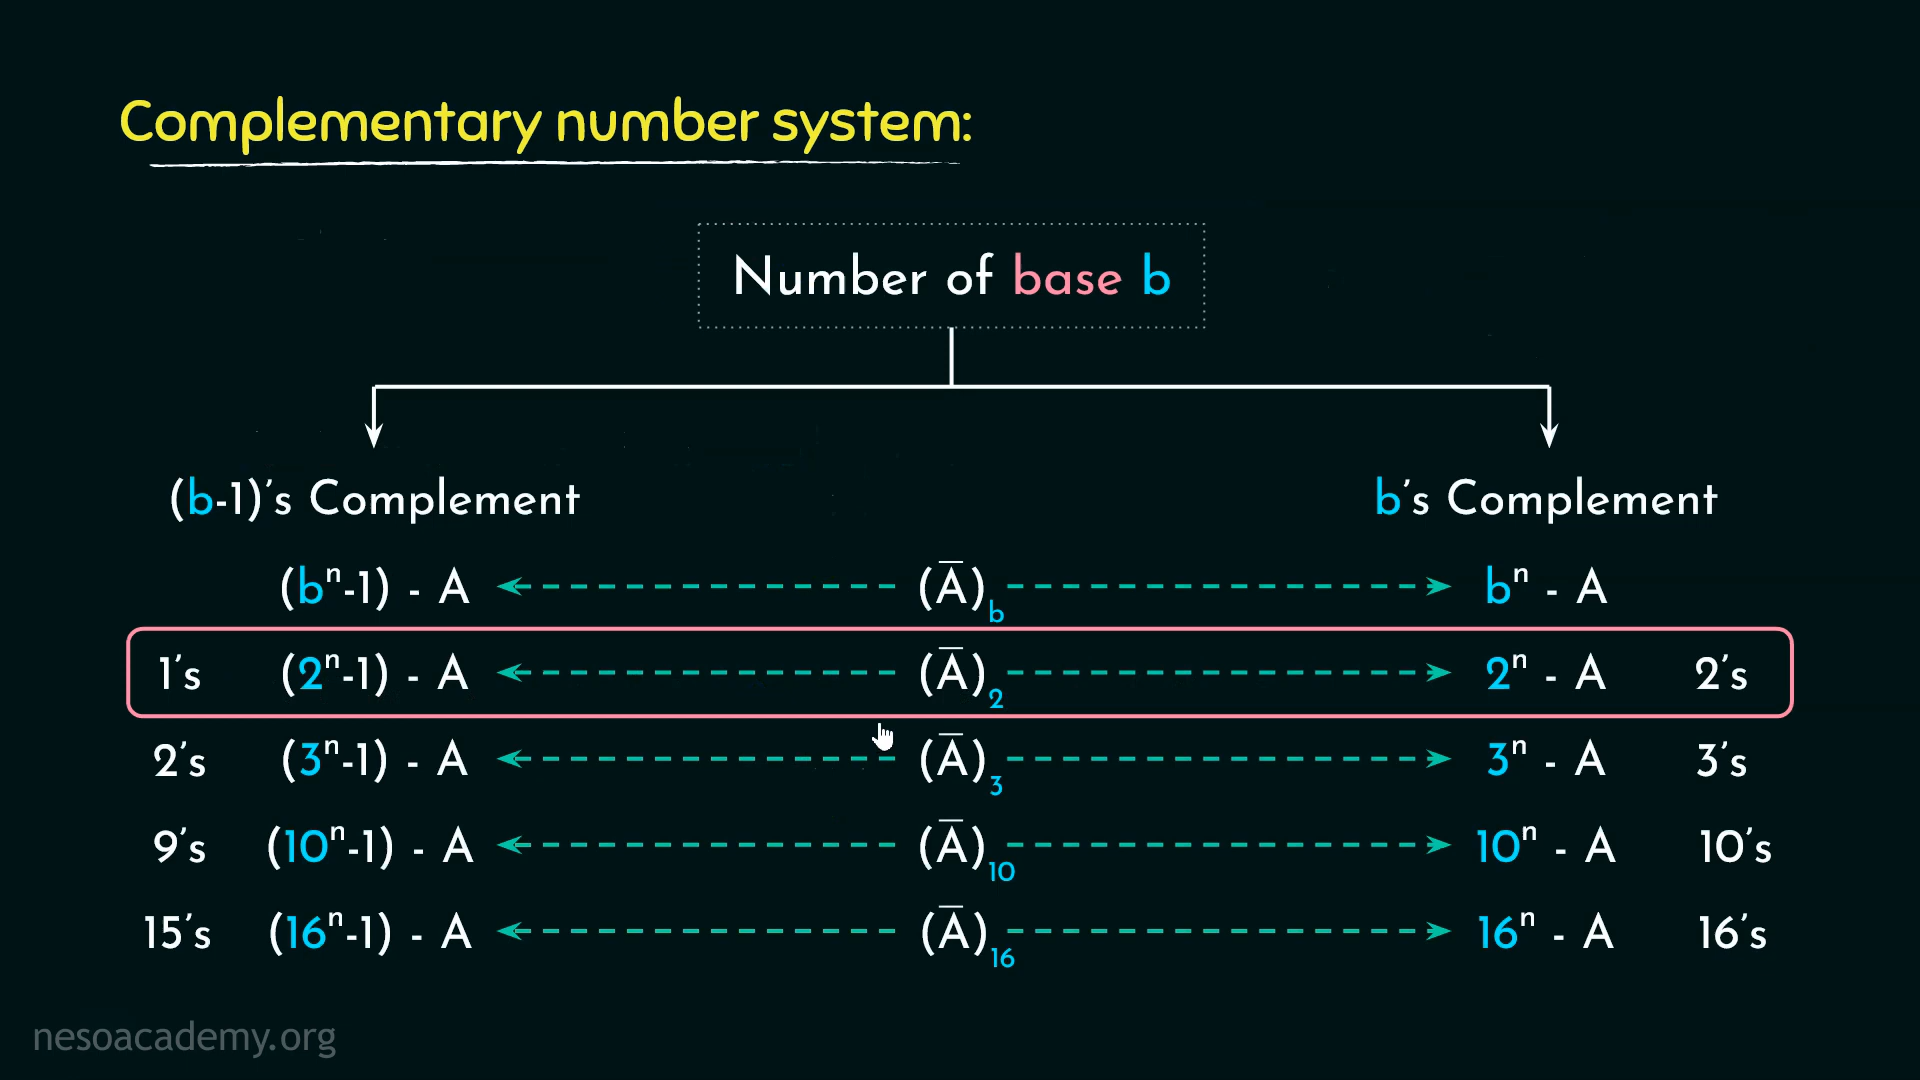 Complementary number system:
Number of base b
(b-1)'s Complement b's Complement
(bⁿ-1) - A (A̅)b bⁿ - A
1's (2ⁿ-1) - A (A̅)₂ 2ⁿ - A 2's
2's (3ⁿ-1) - A (A̅)₃ 3ⁿ - A 3's
9's (10ⁿ-1) - A (A̅)₁₀ 10ⁿ - A 10's
15's (16ⁿ-1) - A (A̅)₁₆ 16ⁿ - A 16's
nesoacademy.org